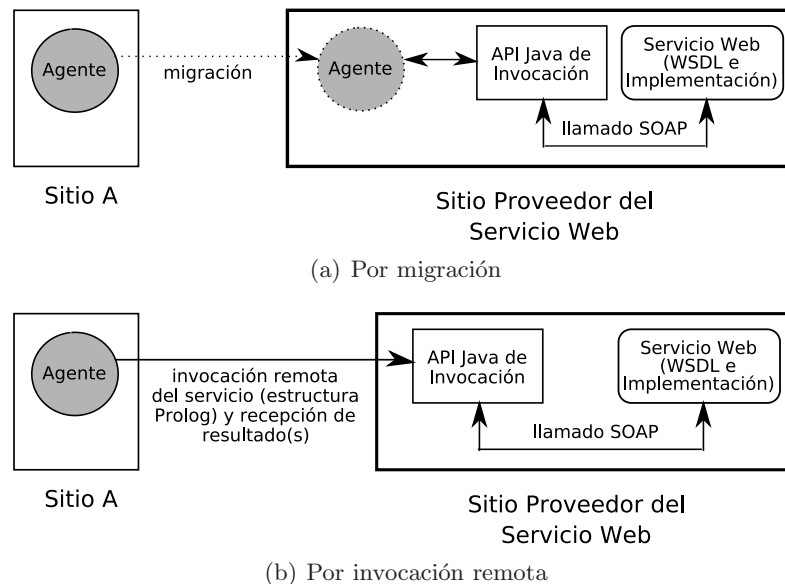 Agente
migración
Agente
API Java de
Invocación
Servicio Web
(WSDL e
Implementación)
llamado SOAP
Sitio A
Sitio Proveedor del
Servicio Web
(a) Por migración
Agente
invocación remota
del servicio (estructura
Prolog) y recepción de
resultado(s)
API Java de
Invocación
Servicio Web
(WSDL e
Implementación)
llamado SOAP
Sitio A
Sitio Proveedor del
Servicio Web
(b) Por invocación remota